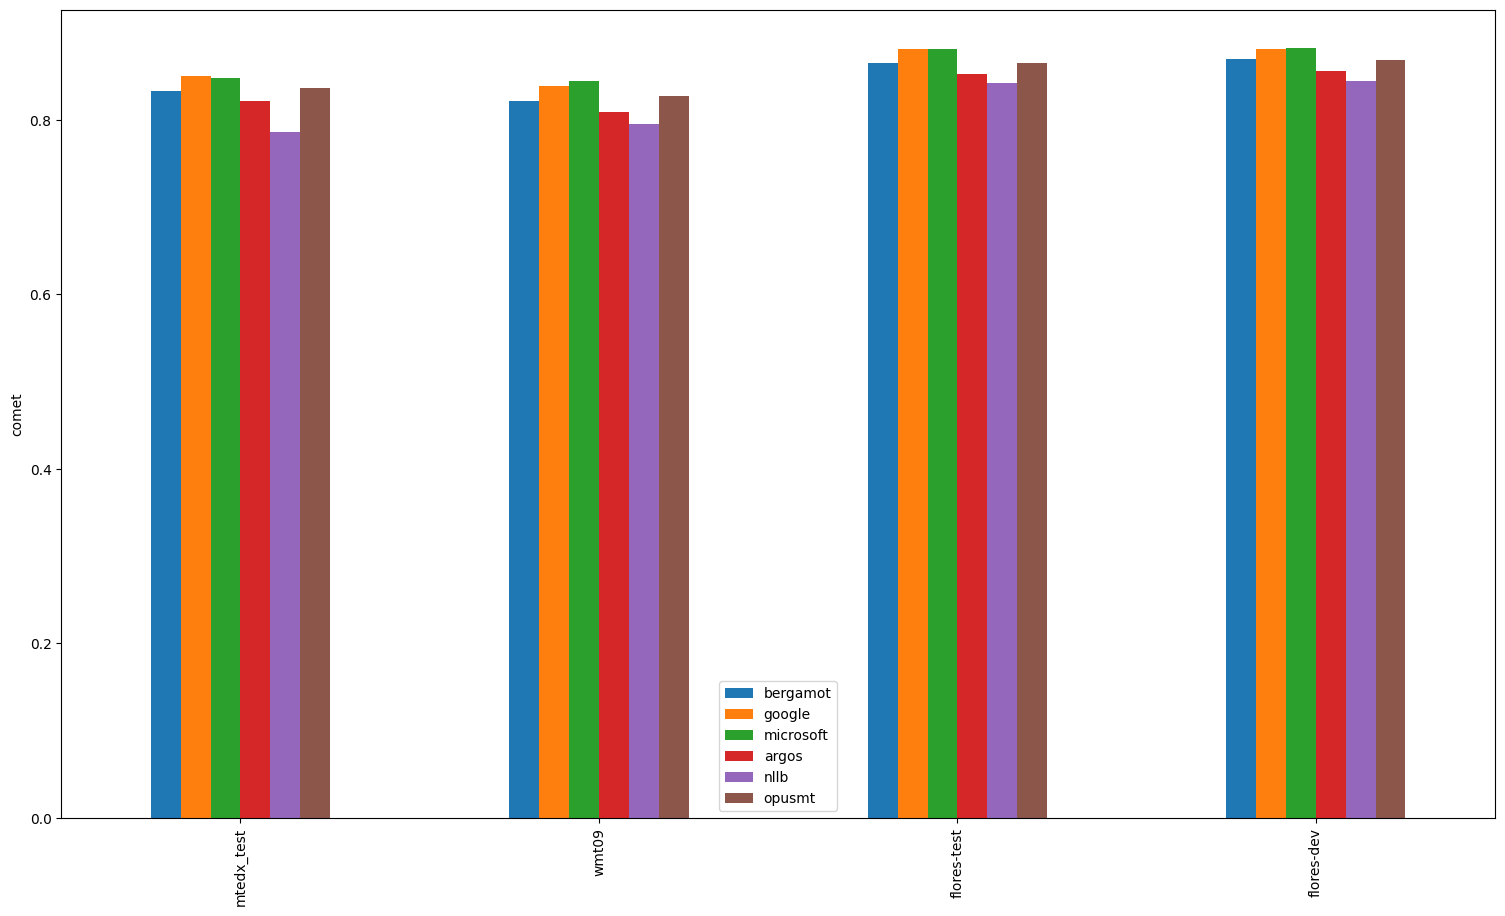 comet
0.8
0.6
0.4
0.2
0.0
bergamot
google
microsoft
argos
nllb
opusmt
mtedx_test
wmt09
flores-test
flores-dev